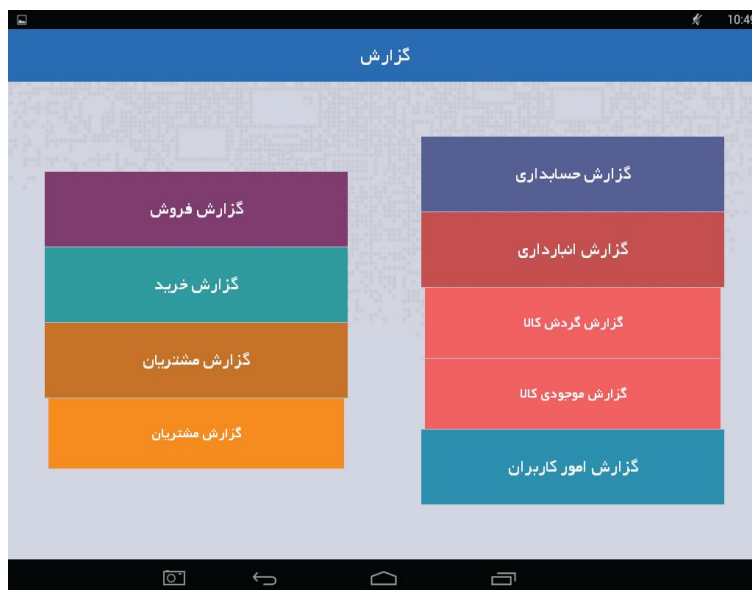 10:49
گزارش
گزارش حسابداری
گزارش انبارداری
گزارش گردش کالا
گزارش موجودی کالا
گزارش امور کاربران
گزارش فروش
گزارش خرید
گزارش مشتریان
گزارش مشتریان